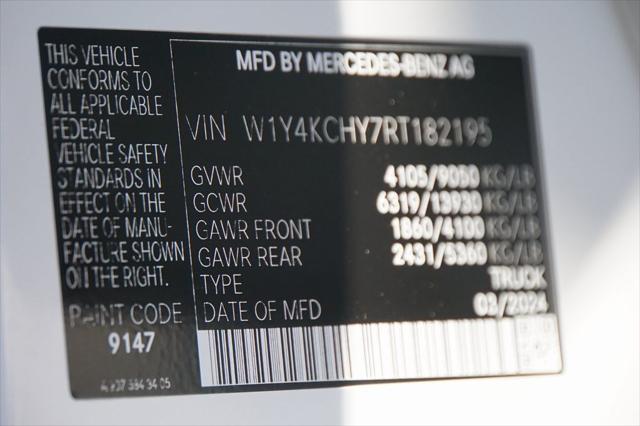 THIS VEHICLE
CONFORMS TO
ALL APPLICABLE
FEDERAL
VEHICLE SAFETY
STANDARDS IN
EFFECT ON THE
DATE OF MANU-
FACTURE SHOWN
ON THE RIGHT.
PAINT CODE
9147
MFD BY MERCEDES-BENZ AG
VIN W1Y4KCHY7RT182195
GVWR 4105/9050 KG/LB
GCWR 6319/13930 KG/LB
GAWR FRONT 1860/4100 KG/LB
GAWR REAR 2431/5360 KG/LB
TYPE TRUCK
DATE OF MFD 03/2024